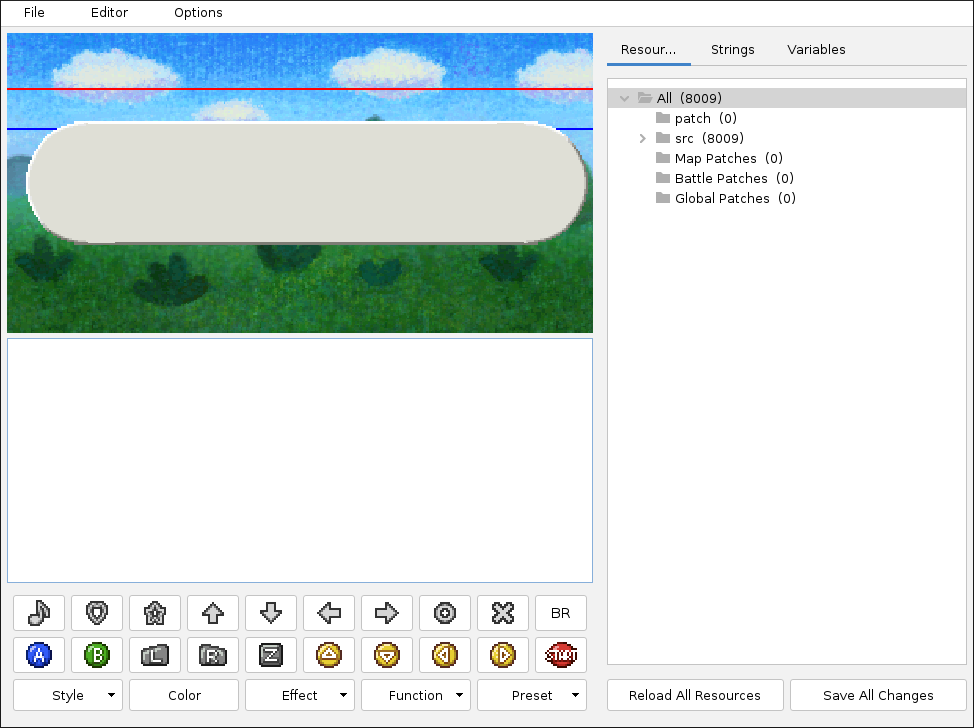 File Editor Options
Resour... Strings Variables
All (8009)
patch (0)
src (8009)
Map Patches (0)
Battle Patches (0)
Global Patches (0)
BR
A B L R Z START
Style Color Effect Function Preset
Reload All Resources Save All Changes